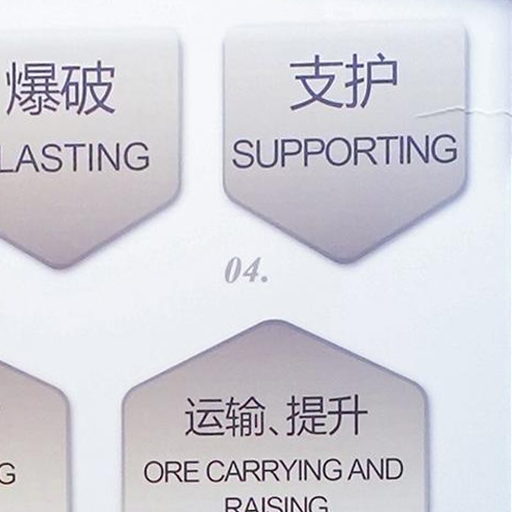 爆破
支护
LASTING
SUPPORTING
04.
运输、提升
G
ORE CARRYING AND
RAISING